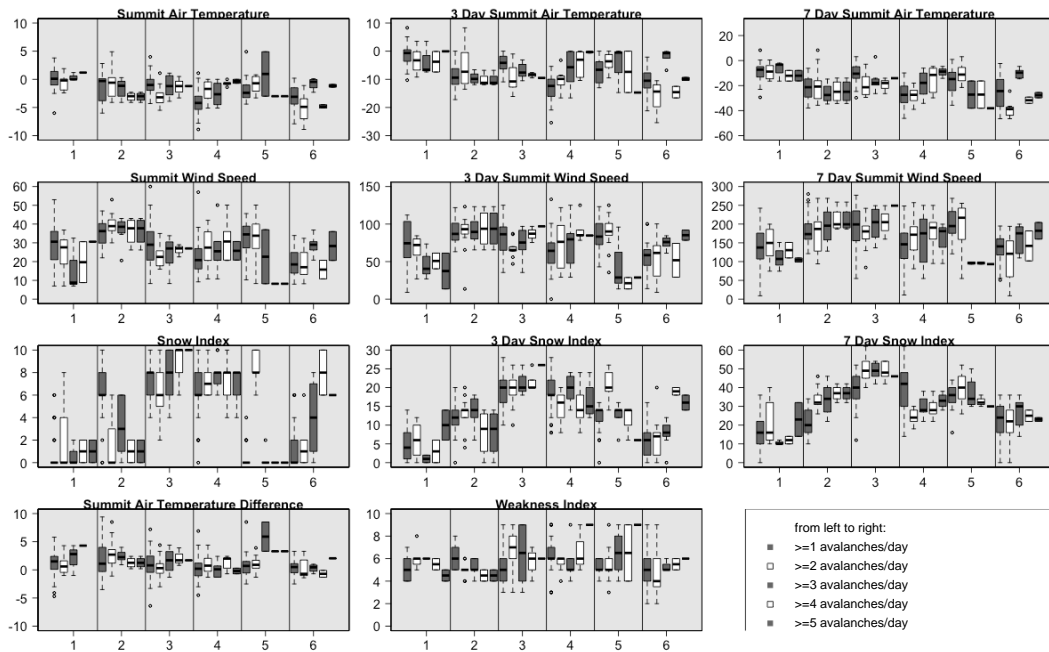 Summit Air Temperature
3 Day Summit Air Temperature
7 Day Summit Air Temperature
10
5
0
-5
-10
1 2 3 4 5 6
10
0
-10
-20
-30
1 2 3 4 5 6
20
0
-20
-40
-60
1 2 3 4 5 6
Summit Wind Speed
3 Day Summit Wind Speed
7 Day Summit Wind Speed
60
50
40
30
20
10
0
1 2 3 4 5 6
150
100
50
0
1 2 3 4 5 6
300
250
200
150
100
50
0
1 2 3 4 5 6
Snow Index
3 Day Snow Index
7 Day Snow Index
10
8
6
4
2
0
1 2 3 4 5 6
30
25
20
15
10
5
0
1 2 3 4 5 6
60
50
40
30
20
10
0
1 2 3 4 5 6
Summit Air Temperature Difference
Weakness Index
10
5
0
-5
-10
1 2 3 4 5 6
10
8
6
4
2
0
1 2 3 4 5 6
from left to right:
>=1 avalanches/day
>=2 avalanches/day
>=3 avalanches/day
>=4 avalanches/day
>=5 avalanches/day